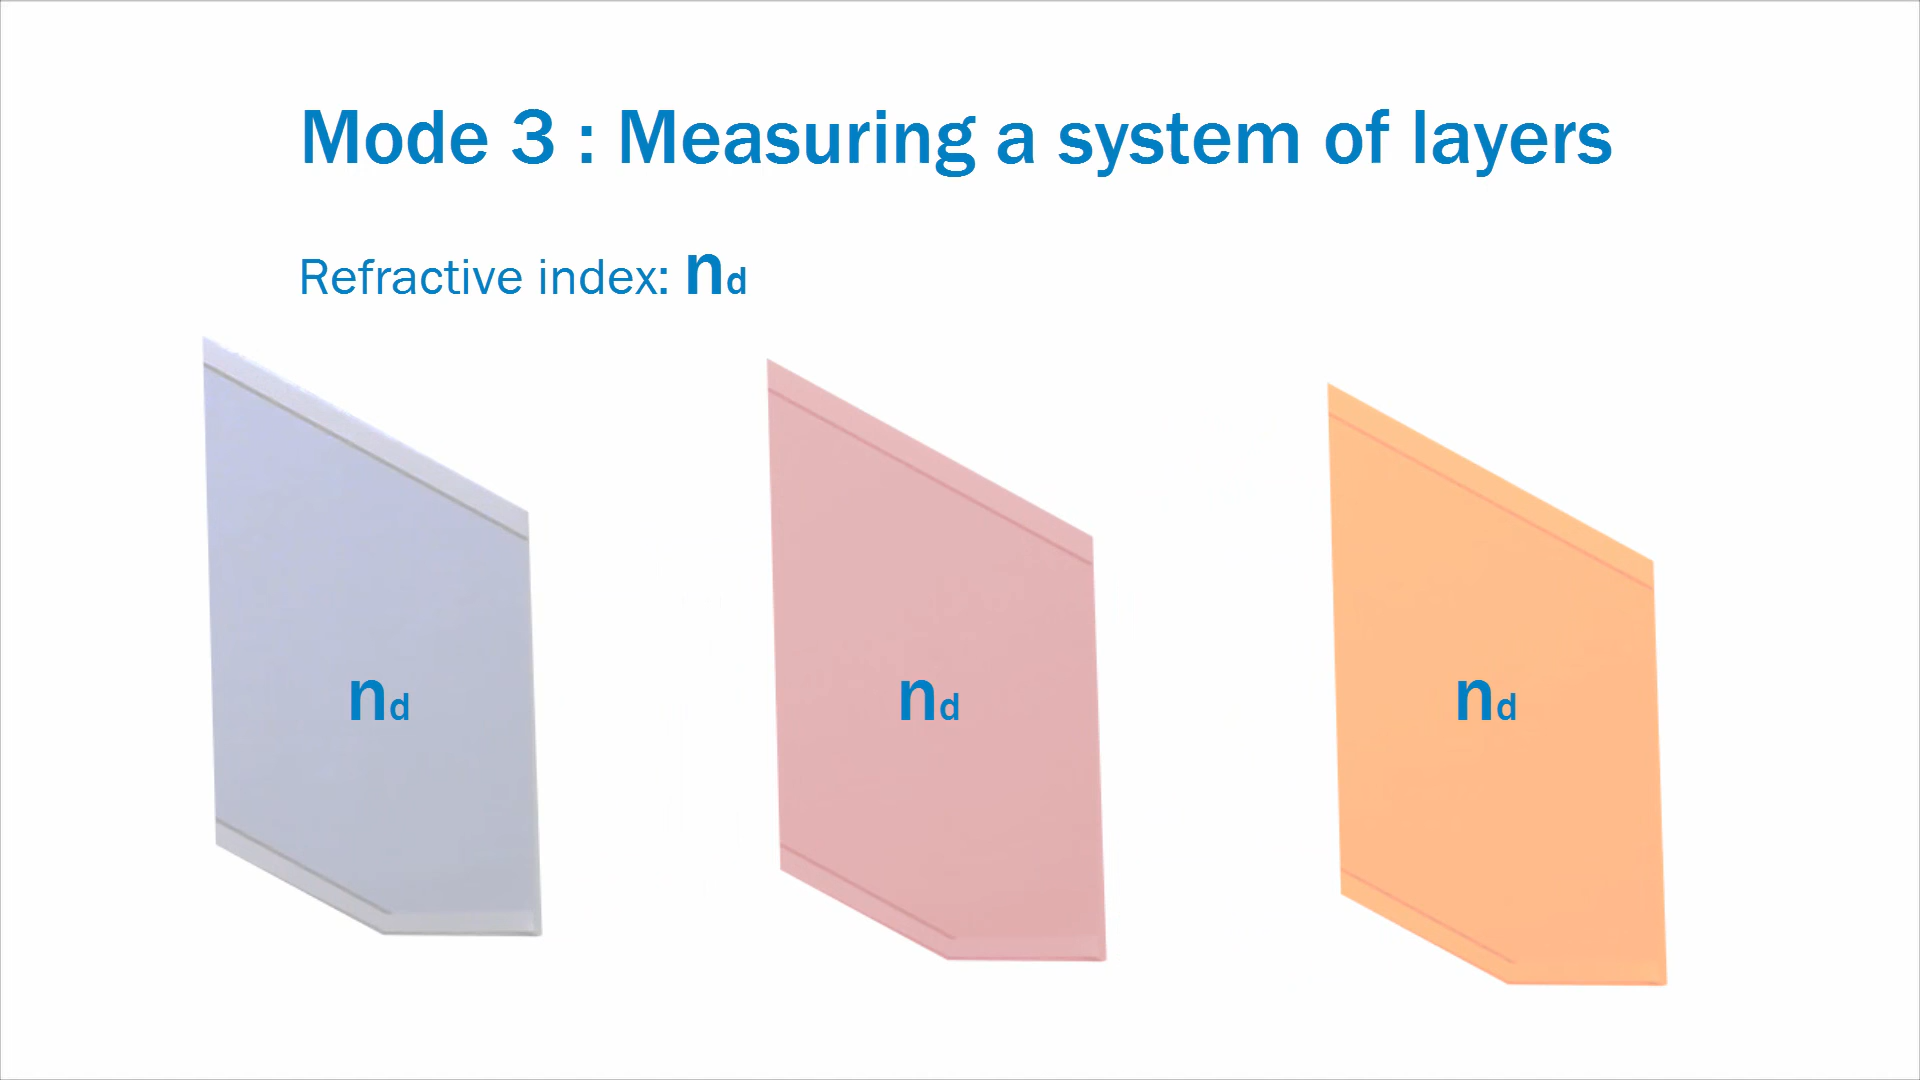 Mode 3 : Measuring a system of layers
Refractive index: nd
nd
nd
nd